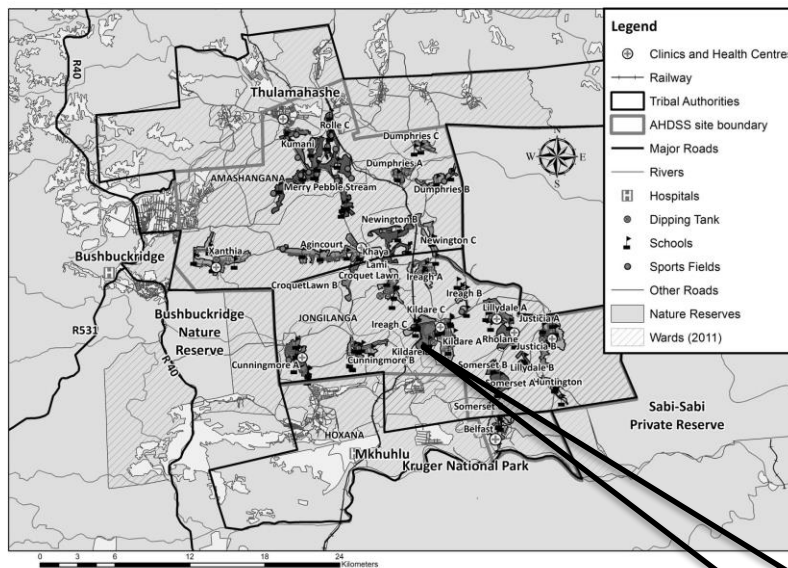 Legend
Clinics and Health Centres
Railway
Tribal Authorities
AHDSS site boundary
Major Roads
Rivers
H Hospitals
Dipping Tank
Schools
Sports Fields
Other Roads
Nature Reserves
Wards (2011)
N
W E
S
R40
Thulamahashe
Rolle C
Kumani
Dumphries C
Dumphries A
Dumphries B
AMASHANGANA
Merry Pebble Stream
Newington B
Newington C
Xanthia
Agincourt
Khaya
Lami
Bushbuckridge
H
Croquet Lawn
Ireagh A
CroquetLawn B
Ireagh B
Bushbuckridge
Nature
Reserve
JONGILANGA
Kildare C
Lillydale A
Justicia A
Ireagh C
Kildare A
Rholane
Justicia B
R531
R40
Cunningmore A
Cunningmore B
Kildare
Somerset B
Lillydale B
Somerset A
Huntington
Somerset
Belfast
Sabi-Sabi
Private Reserve
HOXANA
Mkhuhlu
Kruger National Park
0 3 6 12 18 24
Kilometers